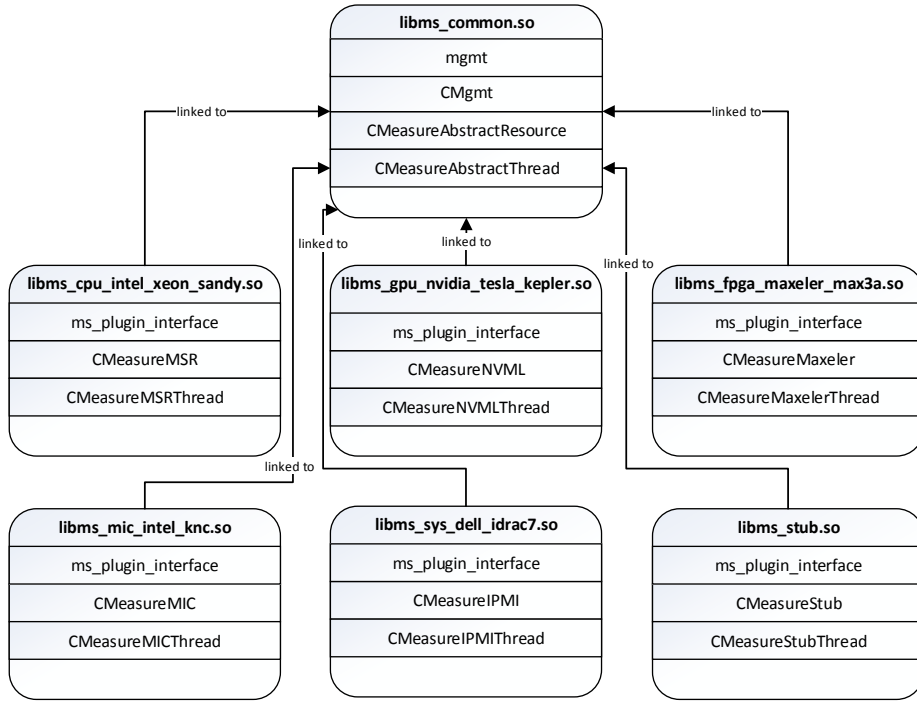 libms_common.so
mgmt
CMgmt
CMeasureAbstractResource
CMeasureAbstractThread
linked to
linked to
linked to
linked to
linked to
libms_cpu_intel_xeon_sandy.so
ms_plugin_interface
CMeasureMSR
CMeasureMSRThread
libms_gpu_nvidia_tesla_kepler.so
ms_plugin_interface
CMeasureNVML
CMeasureNVMLThread
libms_fpga_maxeler_max3a.so
ms_plugin_interface
CMeasureMaxeler
CMeasureMaxelerThread
linked to
libms_mic_intel_knc.so
ms_plugin_interface
CMeasureMIC
CMeasureMICThread
libms_sys_dell_idrac7.so
ms_plugin_interface
CMeasureIPMI
CMeasureIPMIThread
libms_stub.so
ms_plugin_interface
CMeasureStub
CMeasureStubThread